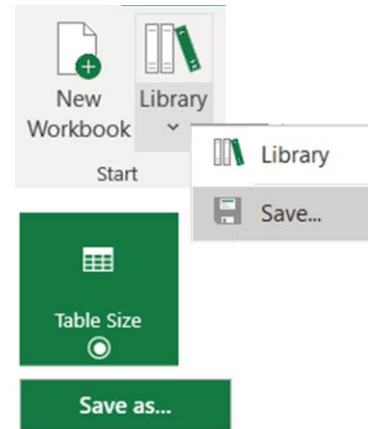 New
Workbook
Library
Start
Library
Save...
Table Size
Save as...